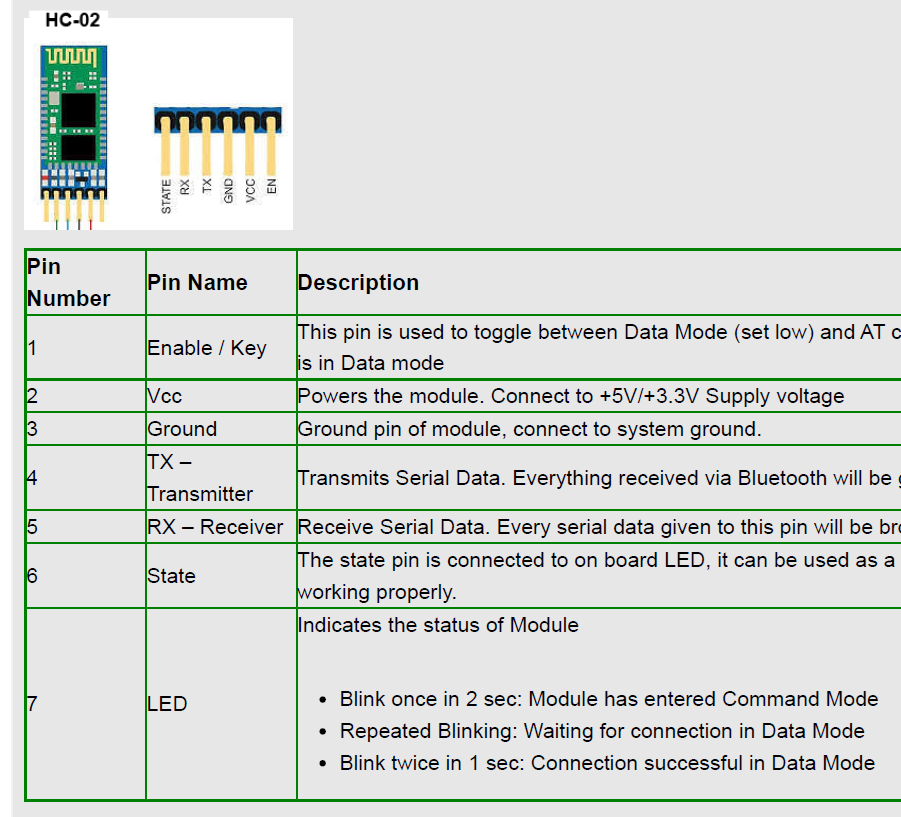 HC-02
STATE
RX
TX
GND
VCC
EN
Pin
Number
Pin Name
Description
1
Enable / Key
This pin is used to toggle between Data Mode (set low) and AT c
is in Data mode
2
Vcc
Powers the module. Connect to +5V/+3.3V Supply voltage
3
Ground
Ground pin of module, connect to system ground.
4
TX –
Transmitter
Transmits Serial Data. Everything received via Bluetooth will be g
5
RX – Receiver
Receive Serial Data. Every serial data given to this pin will be bro
6
State
The state pin is connected to on board LED, it can be used as a
working properly.
7
LED
Indicates the status of Module
• Blink once in 2 sec: Module has entered Command Mode
• Repeated Blinking: Waiting for connection in Data Mode
• Blink twice in 1 sec: Connection successful in Data Mode